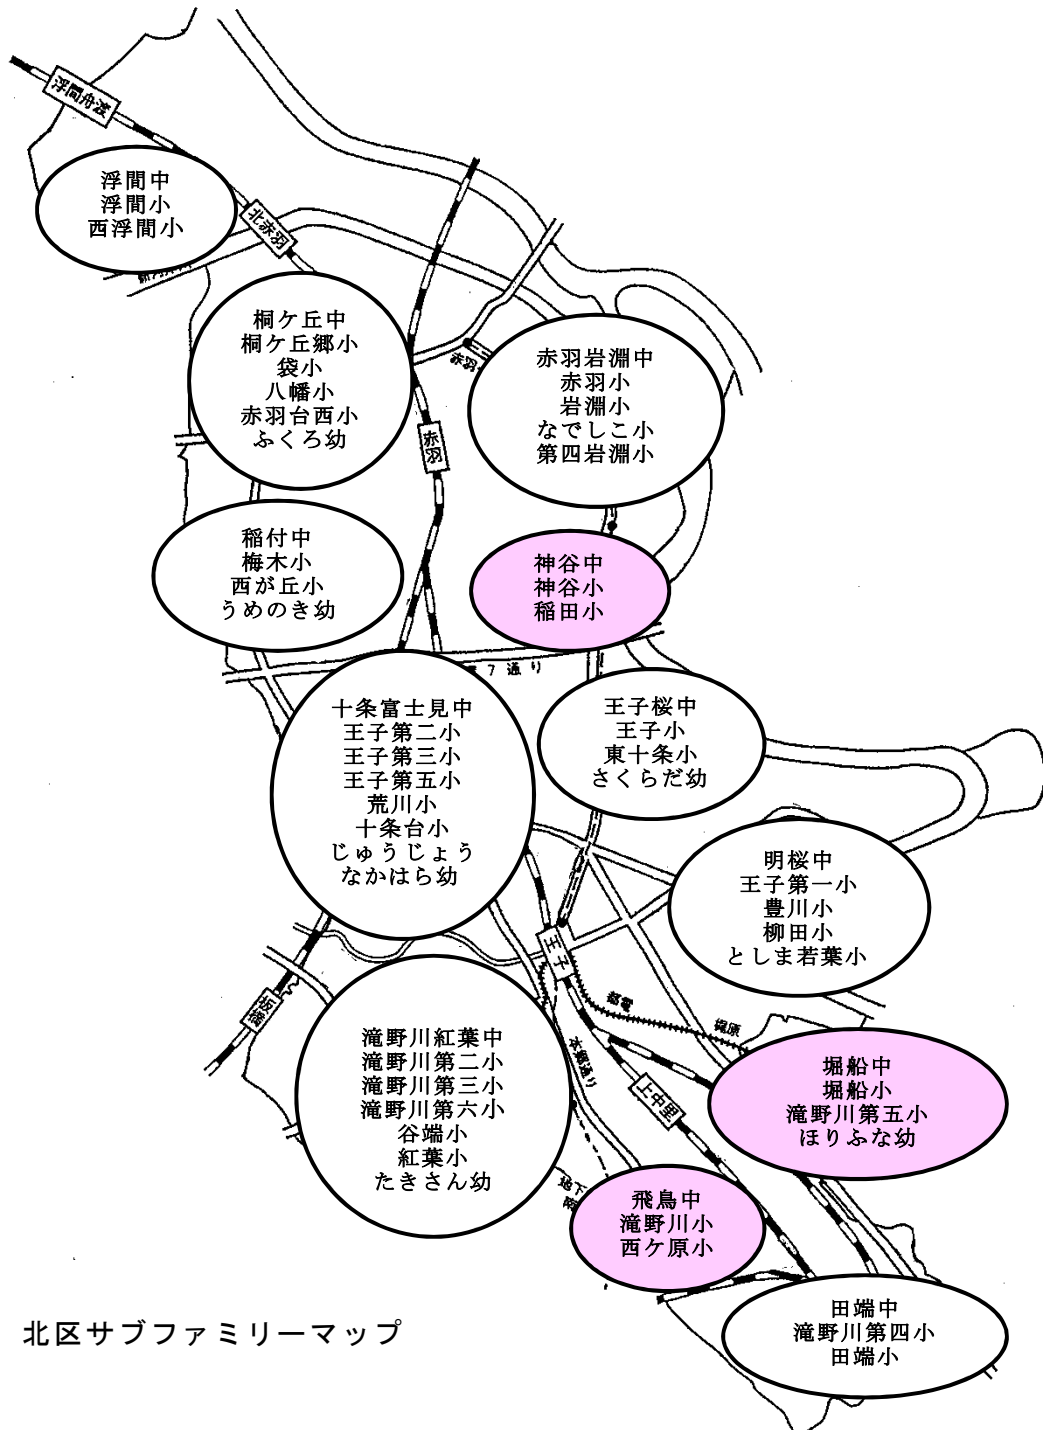 浮間舟渡
浮間中
浮間小
西浮間小
北赤羽
桐ケ丘中
桐ケ丘郷小
袋小
八幡小
赤羽台西小
ふくろ幼
赤羽
赤羽岩淵中
赤羽小
岩淵小
なでしこ小
第四岩淵小
赤羽
稲付中
梅木小
西が丘小
うめのき幼
神谷中
神谷小
稲田小
7通り
十条富士見中
王子第二小
王子第三小
王子第五小
荒川小
十条台小
じゅうじょう
なかはら幼
王子桜中
王子小
東十条小
さくらだ幼
明桜中
王子第一小
豊川小
柳田小
としま若葉小
王子
板橋
都電
梶原
本郷通り
滝野川紅葉中
滝野川第二小
滝野川第三小
滝野川第六小
谷端小
紅葉小
たきさん幼
上中里
堀船中
堀船小
滝野川第五小
ほりふな幼
地下
飛鳥中
滝野川小
西ケ原小
田端中
滝野川第四小
田端小
北区サブファミリーマップ